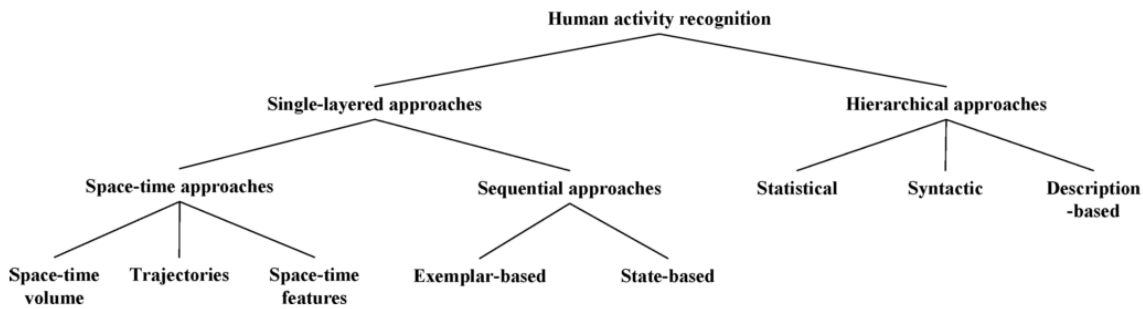 Human activity recognition
Single-layered approaches
Hierarchical approaches
Space-time approaches
Sequential approaches
Statistical
Syntactic
Description
-based
Space-time
volume
Trajectories
Space-time
features
Exemplar-based
State-based